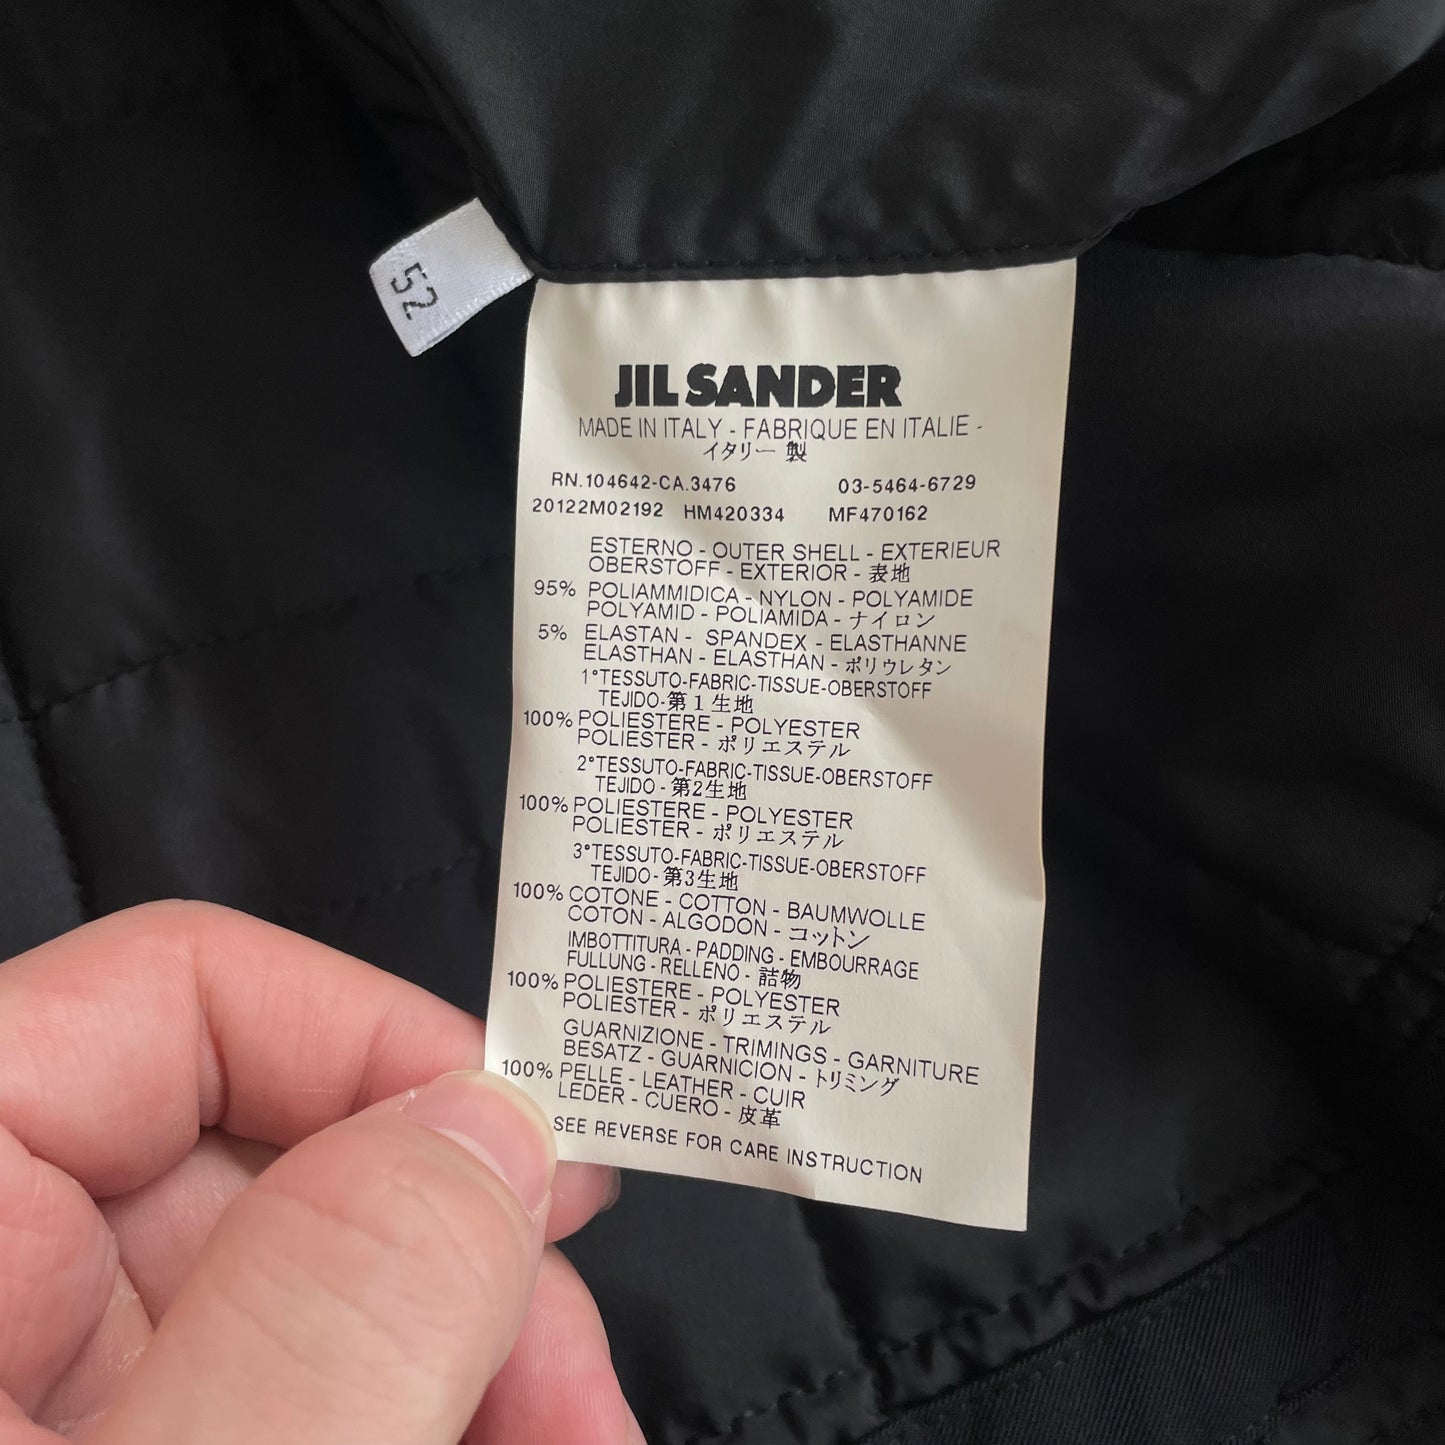 52
JIL SANDER
MADE IN ITALY - FABRIQUE EN ITALIE -
イタリー 製
RN.104642-CA.3476 03-5464-6729
20122M02192 HM420334 MF470162
ESTERNO - OUTER SHELL - EXTERIEUR
OBERSTOFF - EXTERIOR - 表地
95% POLIAMMIDICA - NYLON - POLYAMIDE
POLYAMID - POLIAMIDA - ナイロン
5% ELASTAN - SPANDEX - ELASTHANNE
ELASTHAN - ELASTHAN - ポリウレタン
1°TESSUTO-FABRIC-TISSUE-OBERSTOFF
TEJIDO-第１生地
100% POLIESTERE - POLYESTER
POLIESTER - ポリエステル
2°TESSUTO-FABRIC-TISSUE-OBERSTOFF
TEJIDO - 第2生地
100% POLIESTERE - POLYESTER
POLIESTER - ポリエステル
3°TESSUTO-FABRIC-TISSUE-OBERSTOFF
TEJIDO - 第3生地
100% COTONE - COTTON - BAUMWOLLE
COTON - ALGODON - コットン
IMBOTTITURA - PADDING - EMBOURRAGE
FULLUNG - RELLENO - 詰物
100% POLIESTERE - POLYESTER
POLIESTER - ポリエステル
GUARNIZIONE - TRIMINGS - GARNITURE
BESATZ - GUARNICION - トリミング
100% PELLE - LEATHER - CUIR
LEDER - CUERO - 皮革
SEE REVERSE FOR CARE INSTRUCTION